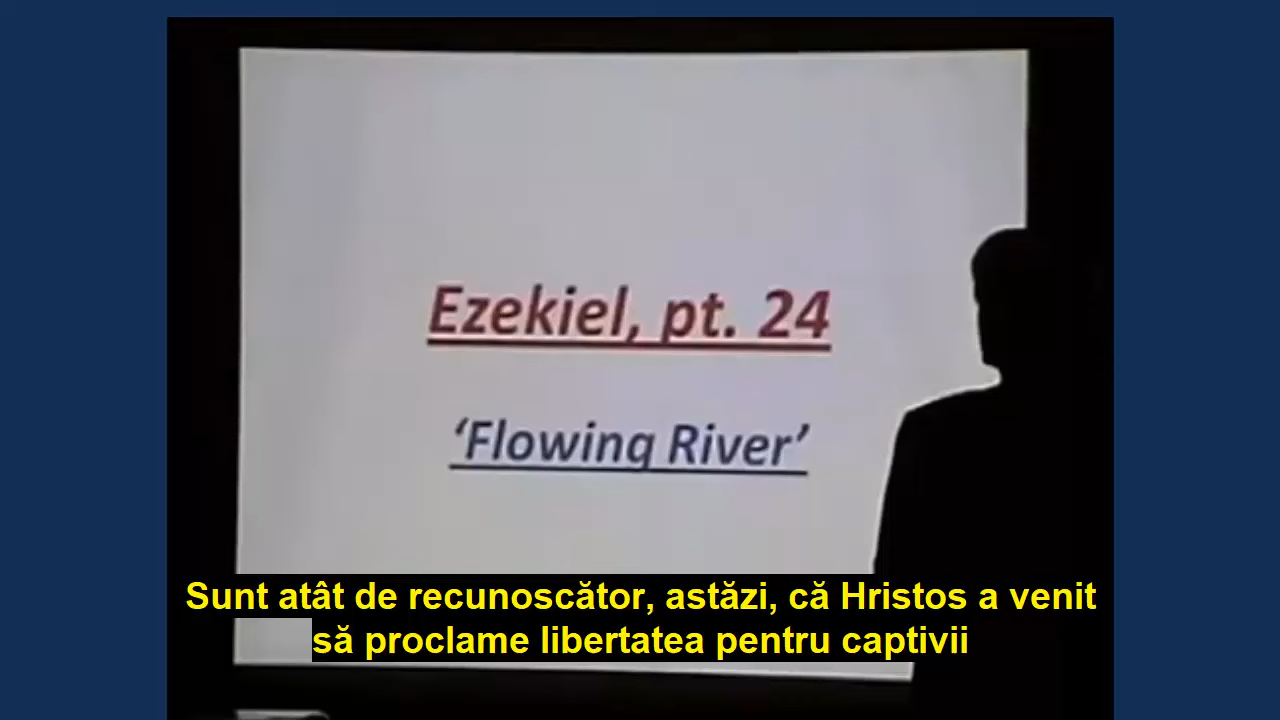 Ezekiel, pt. 24
‘Flowing River’
Sunt atât de recunoscător, astăzi, că Hristos a venit
să proclame libertatea pentru captivii